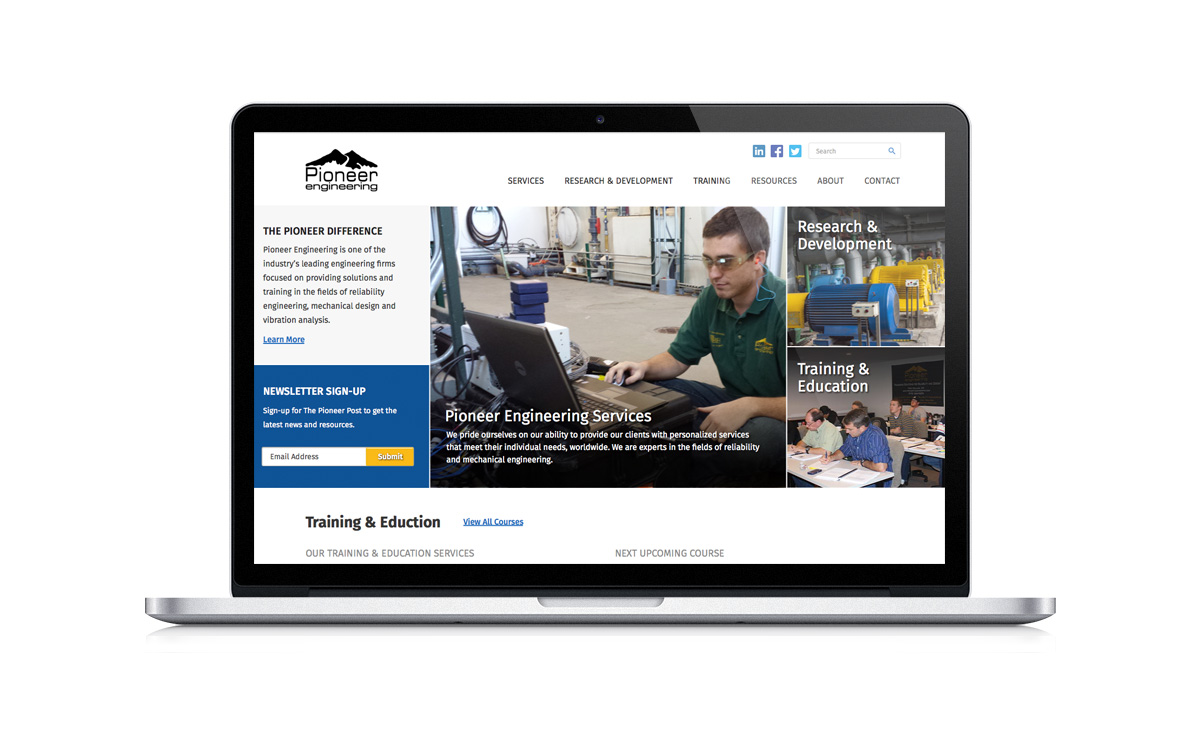 Pioneer
engineering
Search
SERVICES RESEARCH & DEVELOPMENT TRAINING RESOURCES ABOUT CONTACT
THE PIONEER DIFFERENCE
Pioneer Engineering is one of the
industry's leading engineering firms
focused on providing solutions and
training in the fields of reliability
engineering, mechanical design and
vibration analysis.
Learn More
NEWSLETTER SIGN-UP
Sign-up for The Pioneer Post to get the
latest news and resources.
Email Address Submit
Pioneer Engineering Services
We pride ourselves on our ability to provide our clients with personalized services
that meet their individual needs, worldwide. We are experts in the fields of reliability
and mechanical engineering.
Research &
Development
Training &
Education
Training & Eduction View All Courses
OUR TRAINING & EDUCATION SERVICES NEXT UPCOMING COURSE